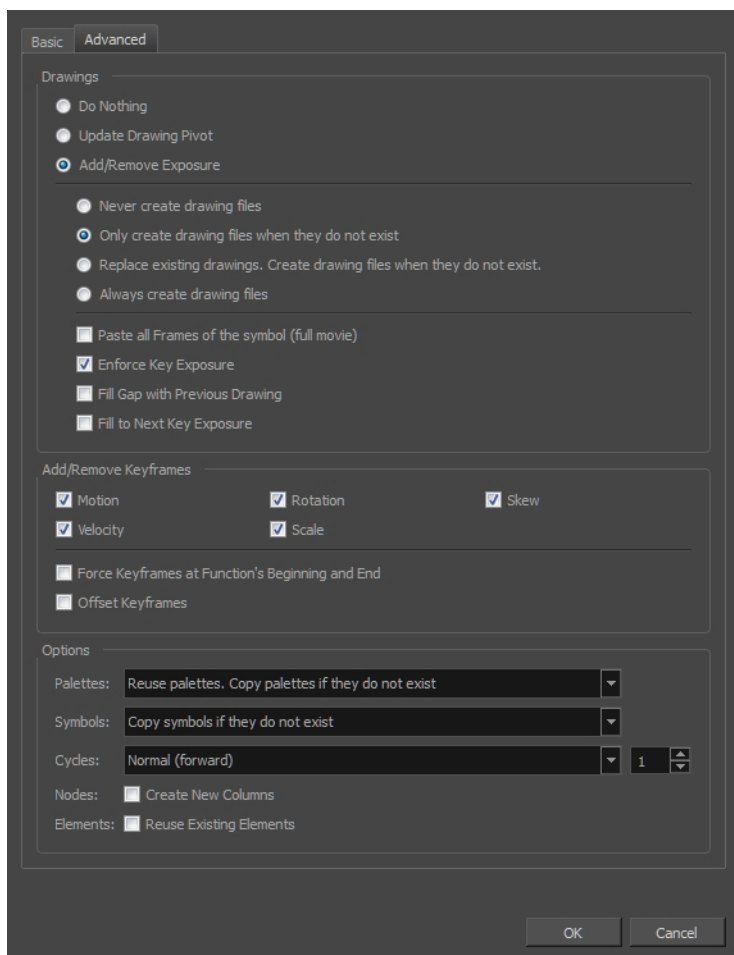 Basic
Advanced
Drawings
Do Nothing
Update Drawing Pivot
Add/Remove Exposure
Never create drawing files
Only create drawing files when they do not exist
Replace existing drawings. Create drawing files when they do not exist.
Always create drawing files
Paste all Frames of the symbol (full movie)
Enforce Key Exposure
Fill Gap with Previous Drawing
Fill to Next Key Exposure
Add/Remove Keyframes
Motion Rotation Skew
Velocity Scale
Force Keyframes at Function's Beginning and End
Offset Keyframes
Options
Palettes: Reuse palettes. Copy palettes if they do not exist
Symbols: Copy symbols if they do not exist
Cycles: Normal (forward) 1
Nodes: Create New Columns
Elements: Reuse Existing Elements
OK Cancel